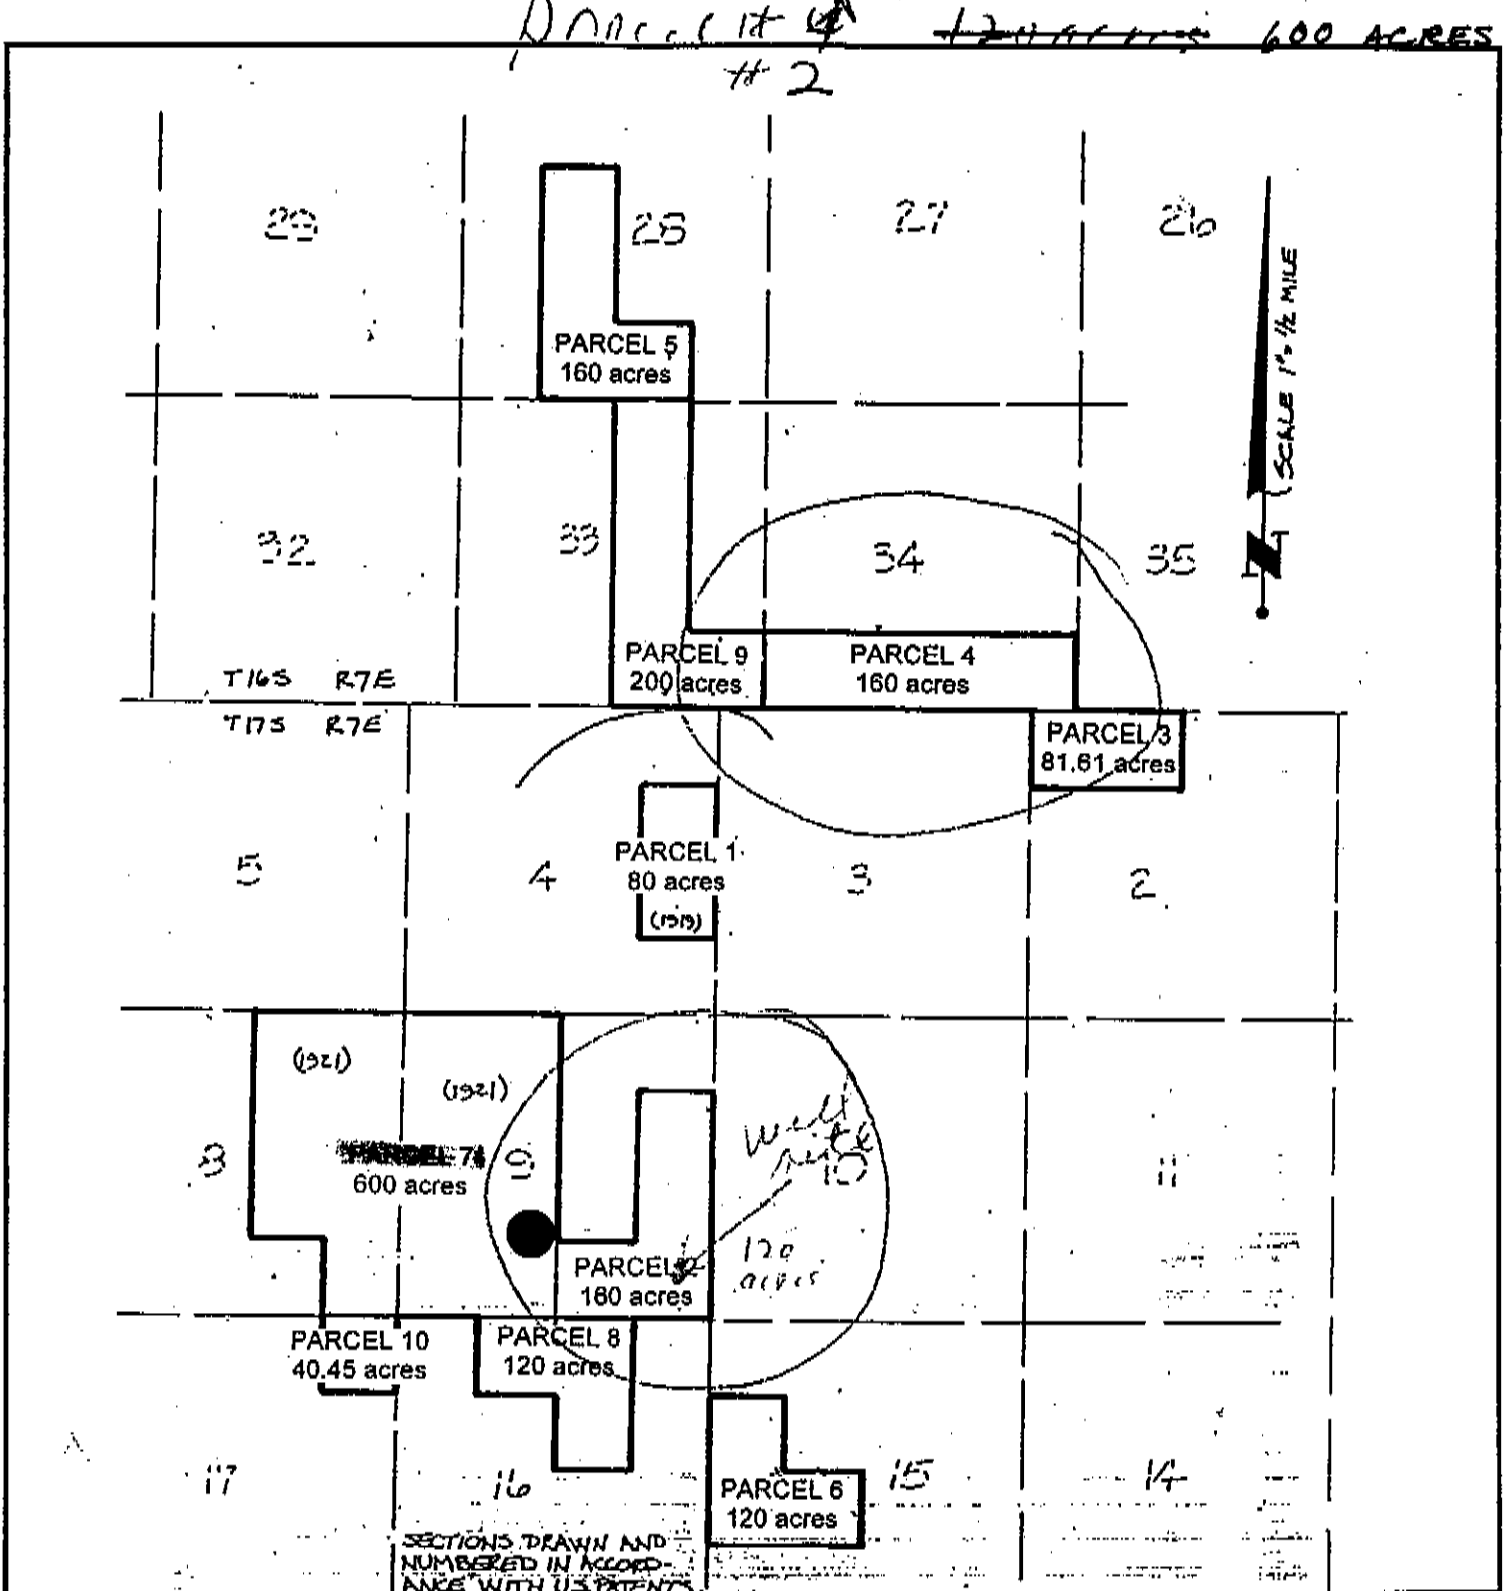 600 ACRES
# 2
29 28 27 26
(SCALE 1"= 1/2 MILE
PARCEL 5
160 acres
32 33 34 35
N
PARCEL 9
200 acres
PARCEL 4
160 acres
T16S R7E
T17S R7E
PARCEL 3
81.61 acres
5 4 3 2
PARCEL 1
80 acres
(1919)
(1921)
(1921)
well
site
8 9 10 11
PARCEL 7
600 acres
PARCEL 2
160 acres
120
acres
PARCEL 10
40.45 acres
PARCEL 8
120 acres
17 16 15 14
PARCEL 6
120 acres
SECTIONS DRAWN AND
NUMBERED IN ACCORD-
ANCE WITH U.S. PATENTS